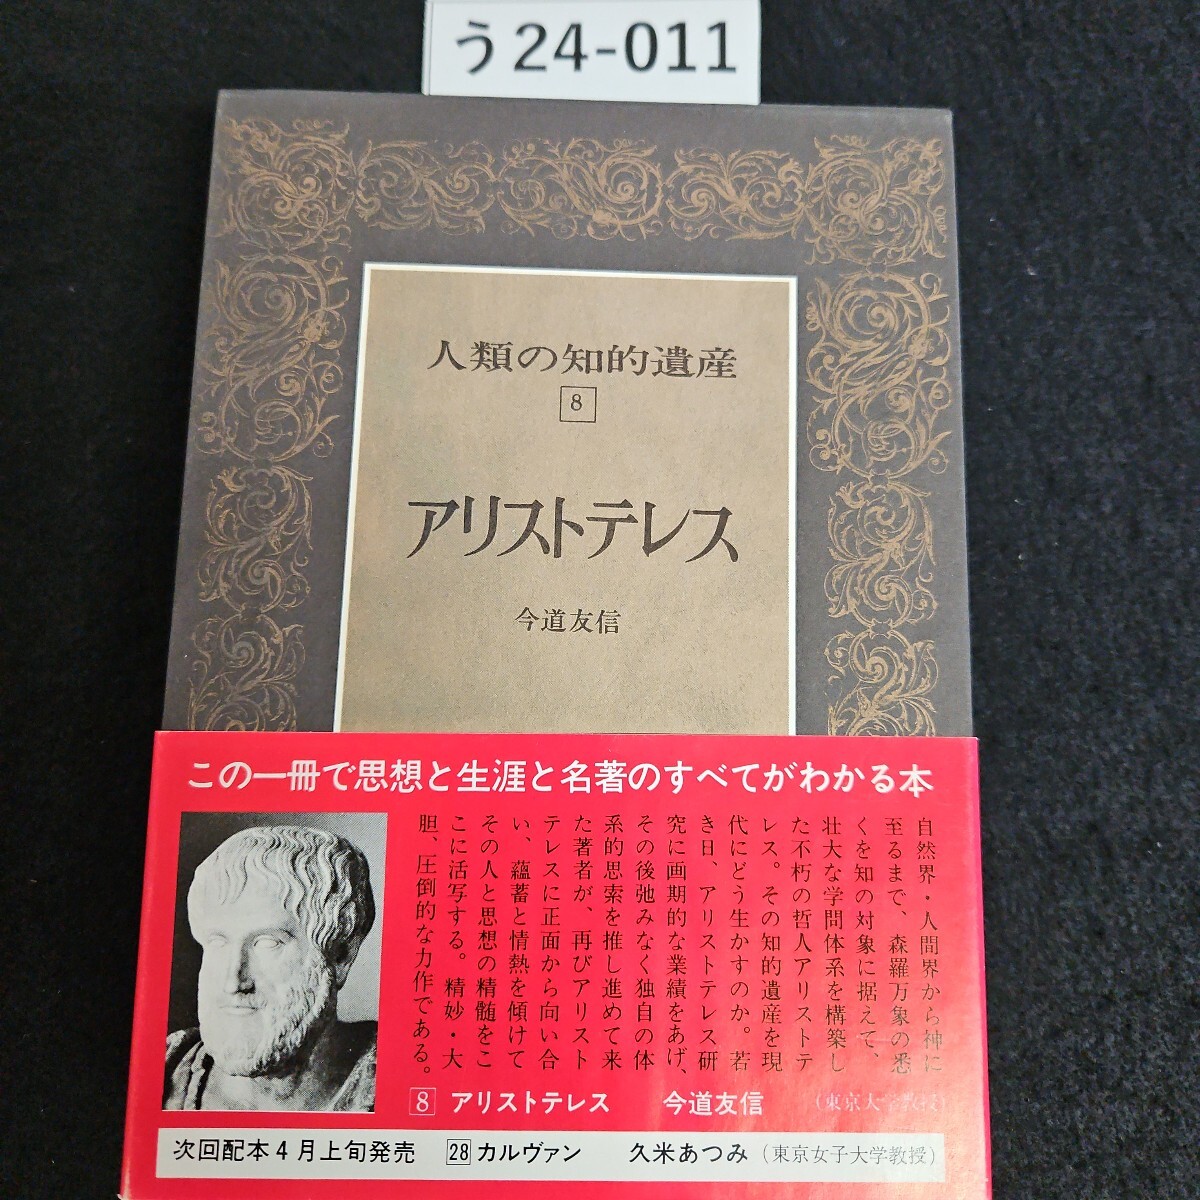 う24-011
人類の知的遺産
8
アリストテレス
今道友信
この一冊で思想と生涯と名著のすべてがわかる本
自然界・人間界から神に
至るまで、森羅万象の悉
くを知の対象に据えて、
壮大な学問体系を構築し
た不朽の哲人アリストテ
レス。その知的遺産を現
代にどう生かすのか。若
き日、アリストテレス研
究に画期的な業績をあげ、
その後弛みなく独自の体
系的思索を推し進めて来
た著者が、再びアリスト
テレスに正面から向い合
い、蘊蓄と情熱を傾けて
その人と思想の精髄をこ
こに活写する。精妙・大
胆、圧倒的な力作である。
8 アリストテレス 今道友信 (東京大学教授)
次回配本4月上旬発売 28 カルヴァン 久米あつみ(東京女子大学教授)